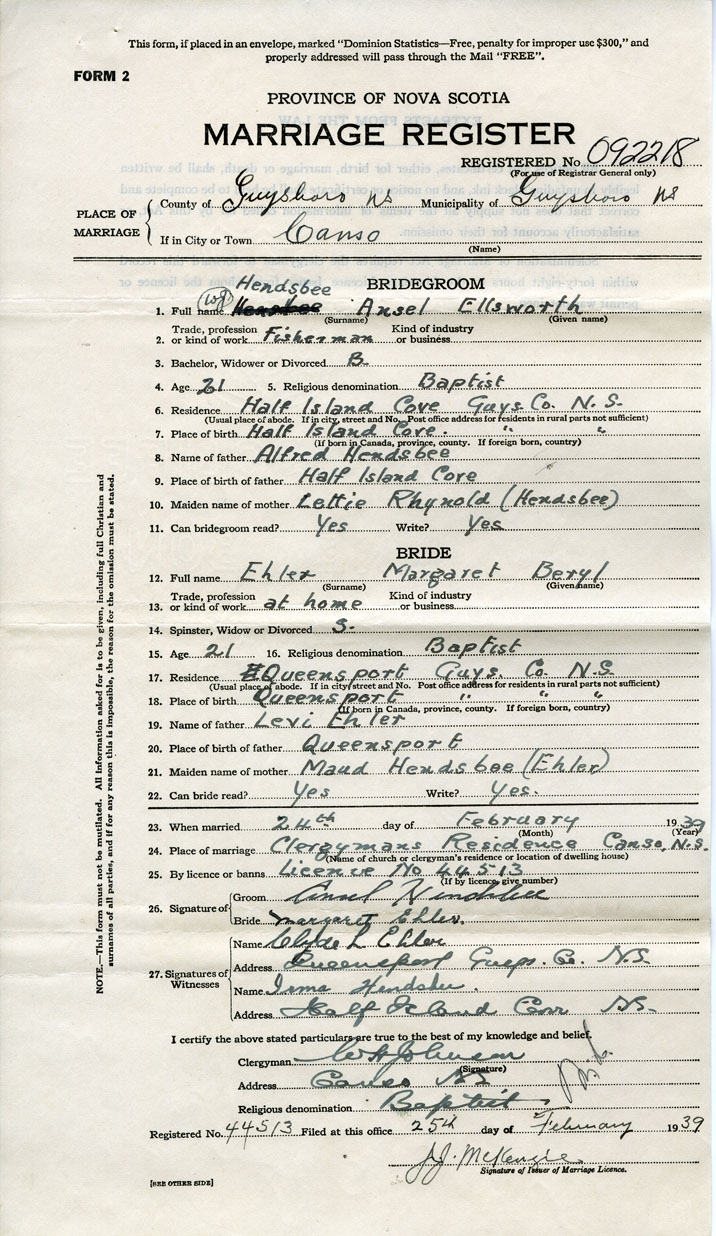 This form, if placed in an envelope, marked "Dominion Statistics—Free, penalty for improper use $300," and
properly addressed will pass through the Mail "FREE".
FORM 2
PROVINCE OF NOVA SCOTIA
MARRIAGE REGISTER
REGISTERED No. 092218
(For use of Registrar General only)
PLACE OF MARRIAGE
County of Guysboro NS Municipality of Guysboro NS
If in City or Town Canso
(Name)
BRIDEGROOM
Hendsbee
1. Full name Hendsbee Ansel Ellsworth
(Surname) (Given name)
2. Trade, profession or kind of work Fisherman Kind of industry or business
3. Bachelor, Widower or Divorced B.
4. Age 21 5. Religious denomination Baptist
6. Residence Half Island Cove Guys. Co. N.S.
(Usual place of abode. If in city, street and No. Post office address for residents in rural parts not sufficient)
7. Place of birth Half Island Cove. " "
(If born in Canada, province, county. If foreign born, country)
8. Name of father Alfred Hendsbee
9. Place of birth of father Half Island Cove
10. Maiden name of mother Lettie Rhynold (Hendsbee)
11. Can bridegroom read? Yes Write? Yes
BRIDE
12. Full name Ehler Margaret Beryl
(Surname) (Given name)
13. Trade, profession or kind of work at home Kind of industry or business
14. Spinster, Widow or Divorced S.
15. Age 21 16. Religious denomination Baptist
17. Residence Queensport Guys. Co. N.S.
(Usual place of abode. If in city street and No. Post office address for residents in rural parts not sufficient)
18. Place of birth Queensport " " "
(If born in Canada, province, county. If foreign born, country)
19. Name of father Levi Ehler
20. Place of birth of father Queensport
21. Maiden name of mother Maud Hendsbee (Ehler)
22. Can bride read? Yes Write? Yes.
23. When married 24th day of February 1939
(Month) (Year)
24. Place of marriage Clergymans Residence Canso, N.S.
(Name of church or clergyman's residence or location of dwelling house)
25. By licence or banns Licence No 44513
(If by licence, give number)
26. Signature of
Groom Ansel Hendsbee
Bride Margaret Ehler.
27. Signatures of Witnesses
Name Clyde L Ehler
Address Queensport Guys. Co. N.S.
Name Irma Hendsbee
Address Half Island Cove NS.
I certify the above stated particulars are true to the best of my knowledge and belief.
Clergyman W H Johnson
(Signature)
Address Canso NS
Religious denomination Baptist
Registered No. 44513 Filed at this office 25th day of February 1939
J.J. McKenzie
Signature of Issuer of Marriage Licence.
[SEE OTHER SIDE]
NOTE.—This form must not be mutilated. All Information asked for is to be given, including full Christian and
surnames of all parties, and if for any reason this is impossible, the reason for the omission must be stated.